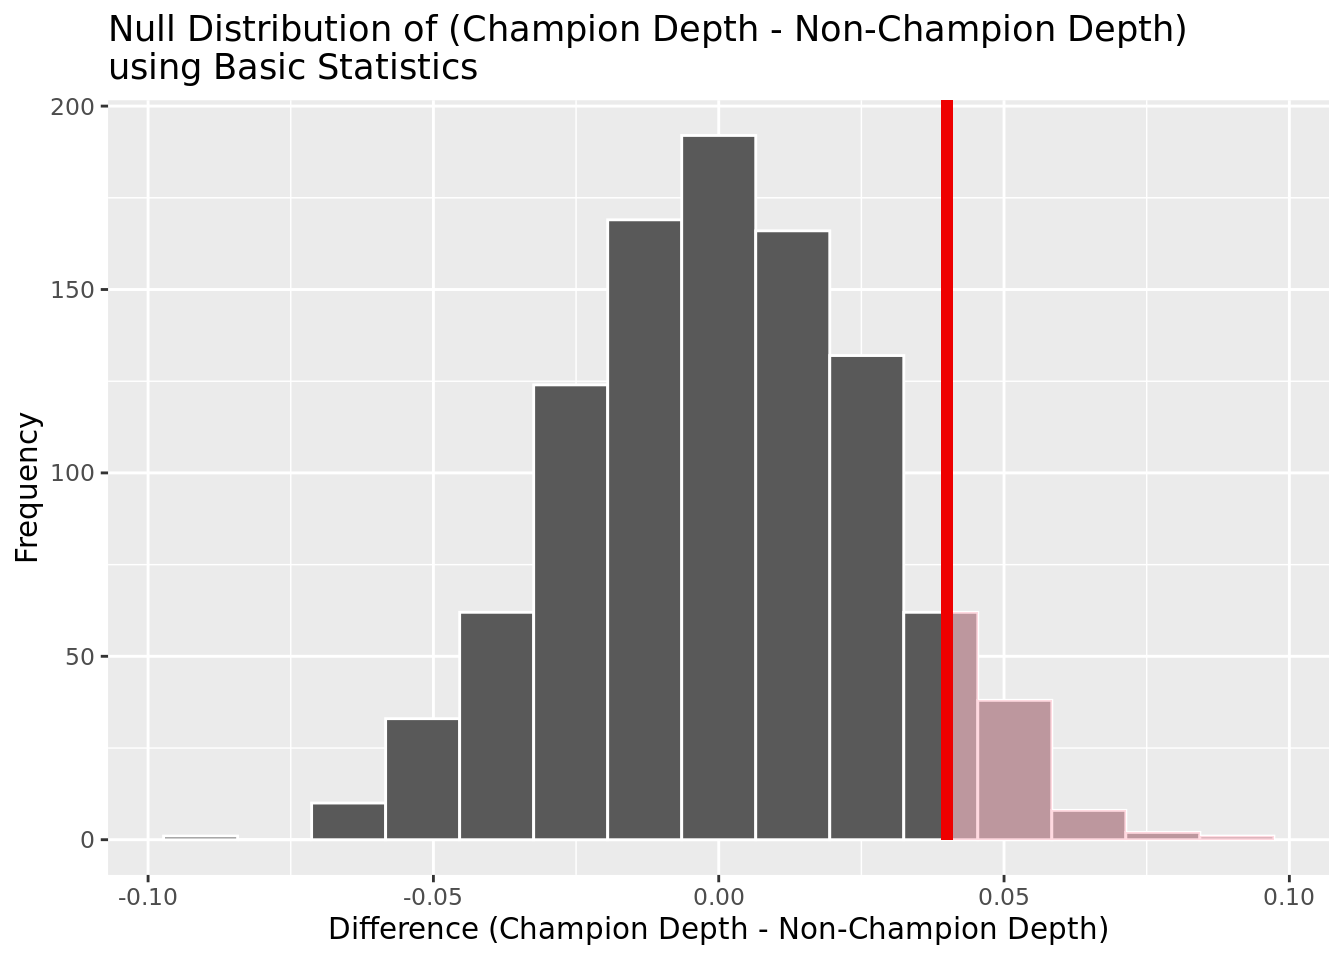 Null Distribution of (Champion Depth - Non-Champion Depth)
using Basic Statistics
200
150
100
50
0
Frequency
-0.10
-0.05
0.00
0.05
0.10
Difference (Champion Depth - Non-Champion Depth)